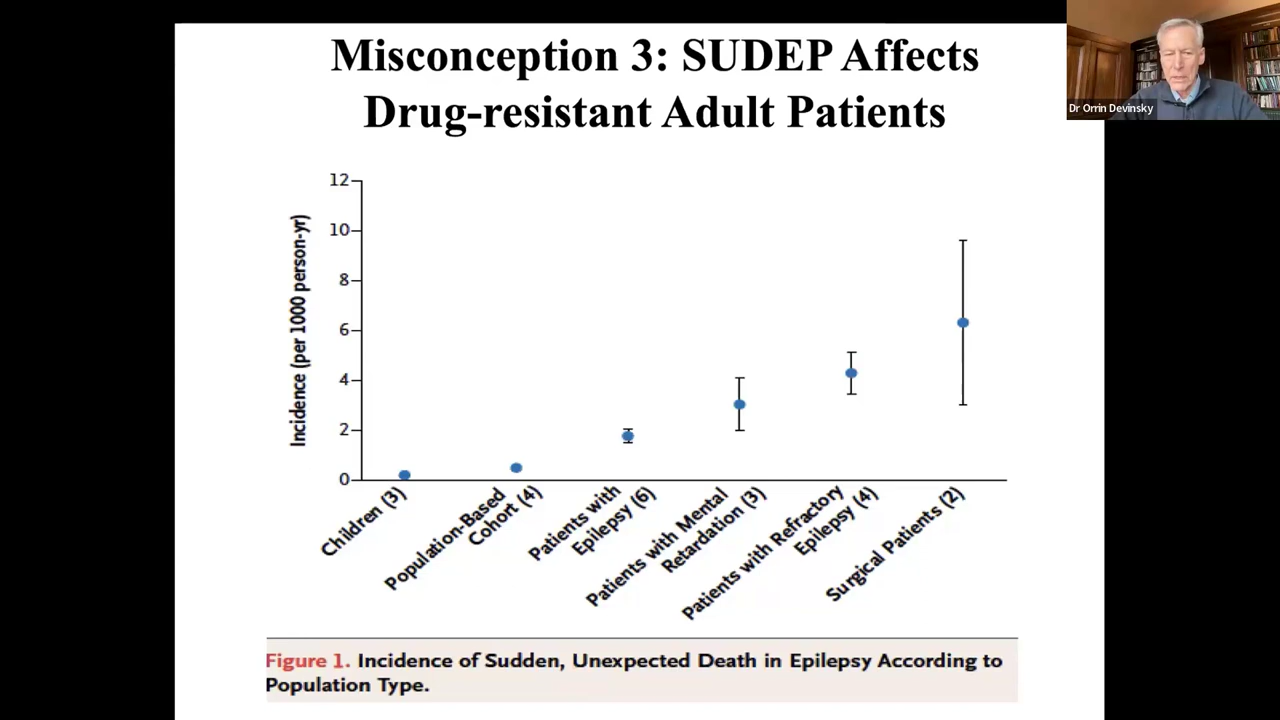 Misconception 3: SUDEP Affects
Drug-resistant Adult Patients
Dr Orrin Devinsky
Incidence (per 1000 person-yr)
12
10
8
6
4
2
0
Children (3)
Population-Based
Cohort (4)
Patients with
Epilepsy (6)
Patients with Mental
Retardation (3)
Patients with Refractory
Epilepsy (4)
Surgical Patients (2)
Figure 1. Incidence of Sudden, Unexpected Death in Epilepsy According to
Population Type.